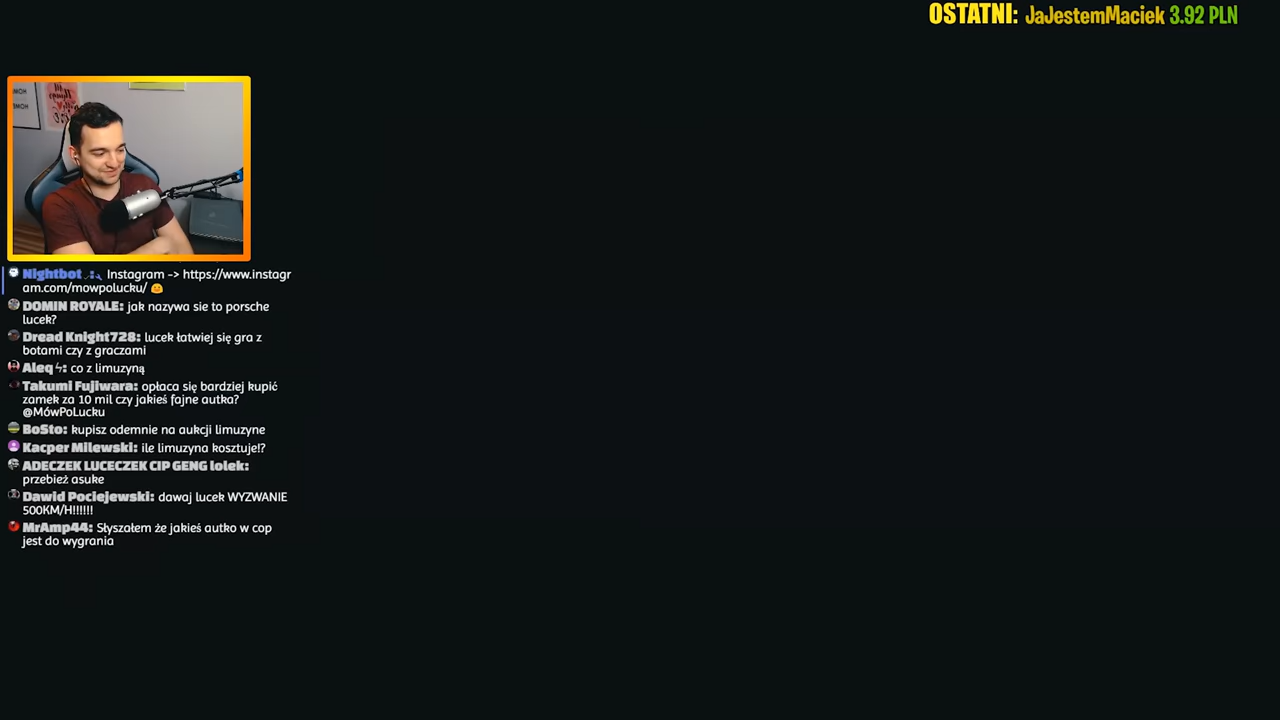 OSTATNI: JaJestemMaciek 3.92 PLN
Nightbot Instagram -> https://www.instagr
am.com/mowpolucku/
DOMIN ROYALE: jak nazywa sie to porsche
lucek?
Dread Knight728: lucek łatwiej się gra z
botami czy z graczami
Aleq ϟ: co z limuzyną
Takumi Fujiwara: opłaca się bardziej kupić
zamek za 10 mil czy jakieś fajne autka?
@MówPoLucku
BoSto: kupisz odemnie na aukcji limuzyne
Kacper Milewski: ile limuzyna kosztuje!?
ADECZEK LUCECZEK CIP GENG lolek:
przebież asuke
Dawid Pociejewski: dawaj lucek WYZWANIE
500KM/H!!!!!!
MrAmp44: Słyszałem że jakieś autko w cop
jest do wygrania